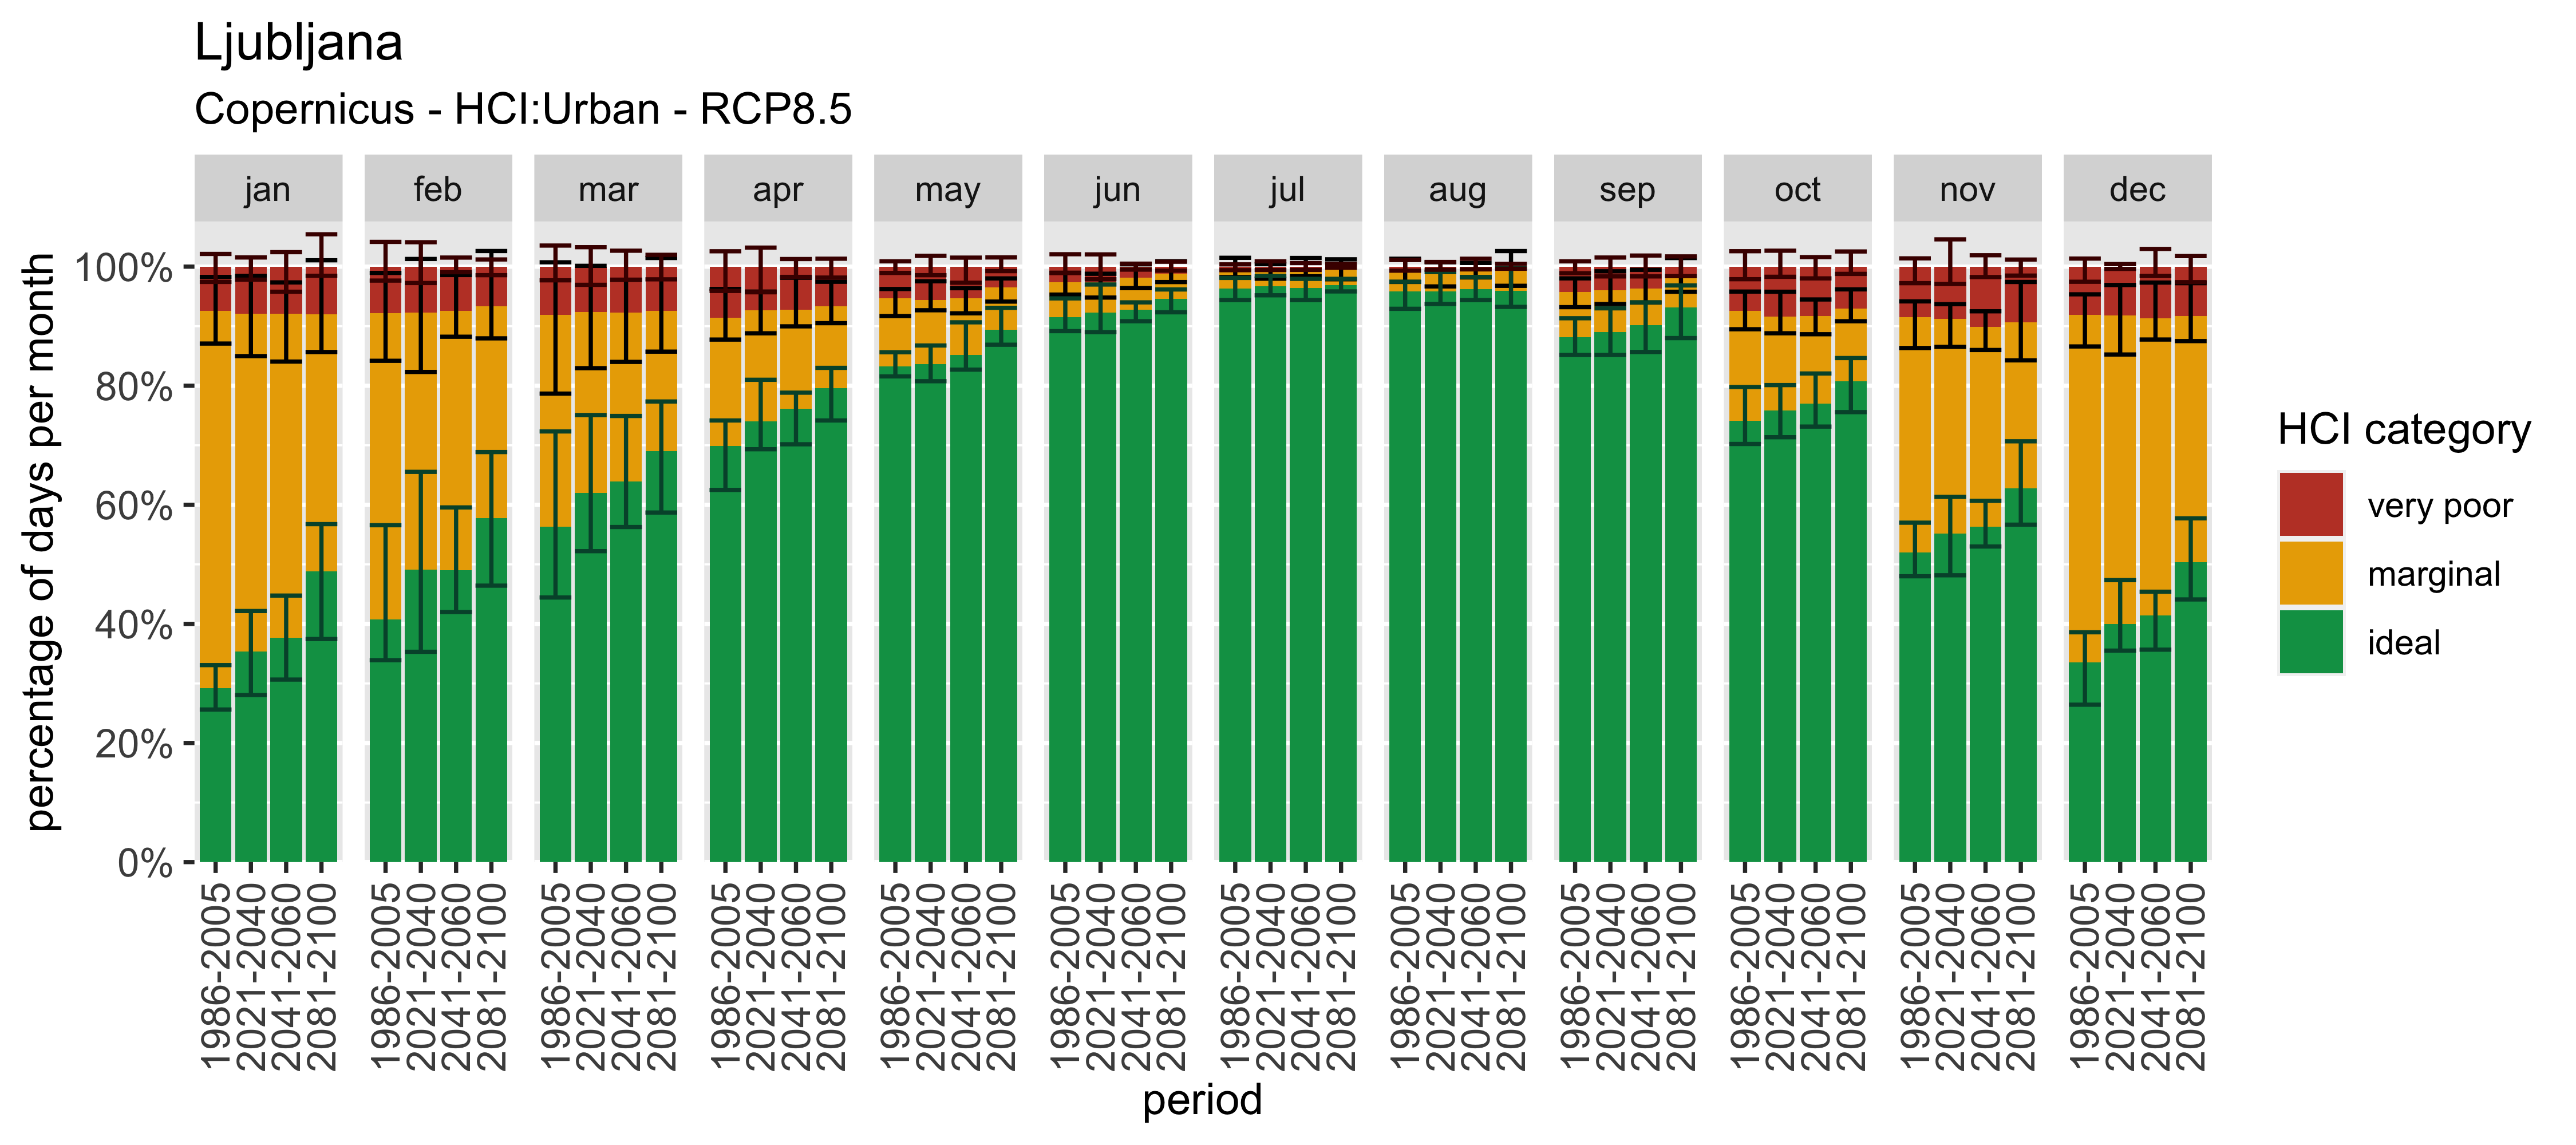 Ljubljana
Copernicus - HCI:Urban - RCP8.5
jan feb mar apr may jun jul aug sep oct nov dec
percentage of days per month
100%
80%
60%
40%
20%
0%
1986-2005 2021-2040 2041-2060 2081-2100 1986-2005 2021-2040 2041-2060 2081-2100 1986-2005 2021-2040 2041-2060 2081-2100 1986-2005 2021-2040 2041-2060 2081-2100 1986-2005 2021-2040 2041-2060 2081-2100 1986-2005 2021-2040 2041-2060 2081-2100 1986-2005 2021-2040 2041-2060 2081-2100 1986-2005 2021-2040 2041-2060 2081-2100 1986-2005 2021-2040 2041-2060 2081-2100 1986-2005 2021-2040 2041-2060 2081-2100 1986-2005 2021-2040 2041-2060 2081-2100 1986-2005 2021-2040 2041-2060 2081-2100
period
HCI category
very poor
marginal
ideal